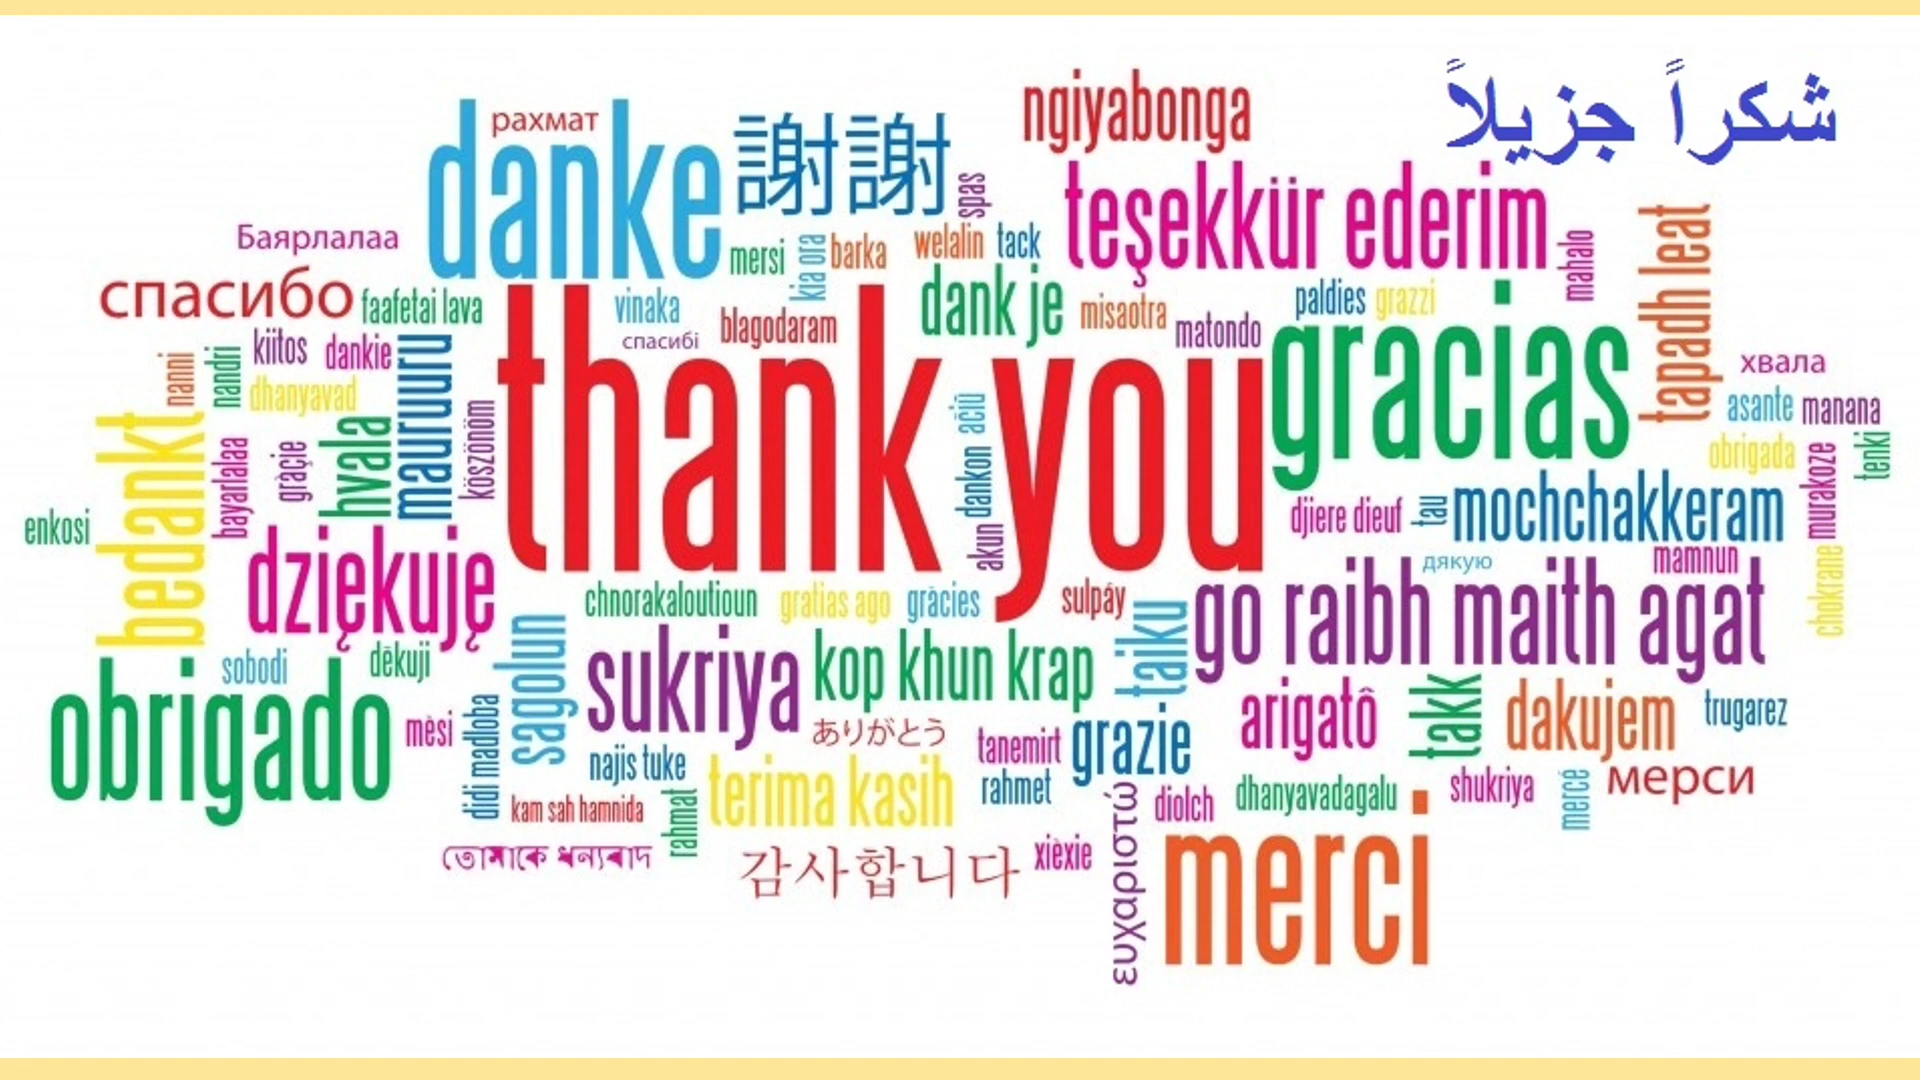 ngiyabonga
شكراً جزيلاً
рахмат
danke
謝謝
spas
teşekkür ederim
Баярлалаа
mersi
kia ora
barka
welalin
tack
mahalo
tapadh leat
спасибо
faafetai lava
vinaka
спасибі
blagodaram
dank je
misaotra
matondo
paldies
grazzi
gracias
nanni
nandri
kiitos
dankie
dhanyavad
mauruuru
хвала
asante
manana
thank you
bedankt
bayarlalaa
gràçie
hvala
köszönöm
ačiū
dankon
akun
obrigada
murakoze
tenki
enkosi
djiere dieuf
tau
mochchakkeram
dziękuję
дякую
mamnun
chokrane
chnorakaloutioun
gratias ago
gràcies
sulpáy
taiku
go raibh maith agat
sobodi
dĕkuji
sagolun
sukriya
kop khun krap
obrigado
mèsi
didi madloba
ありがとう
tanemirt
grazie
arigatô
takk
dakujem
trugarez
najis tuke
terima kasih
rahmet
diolch
dhanyavadagalu
shukriya
mercé
мерси
kam sah hamnida
rahmat
তোমাকে ধন্যবাদ
감사합니다
xièxie
ευχαριστώ
merci